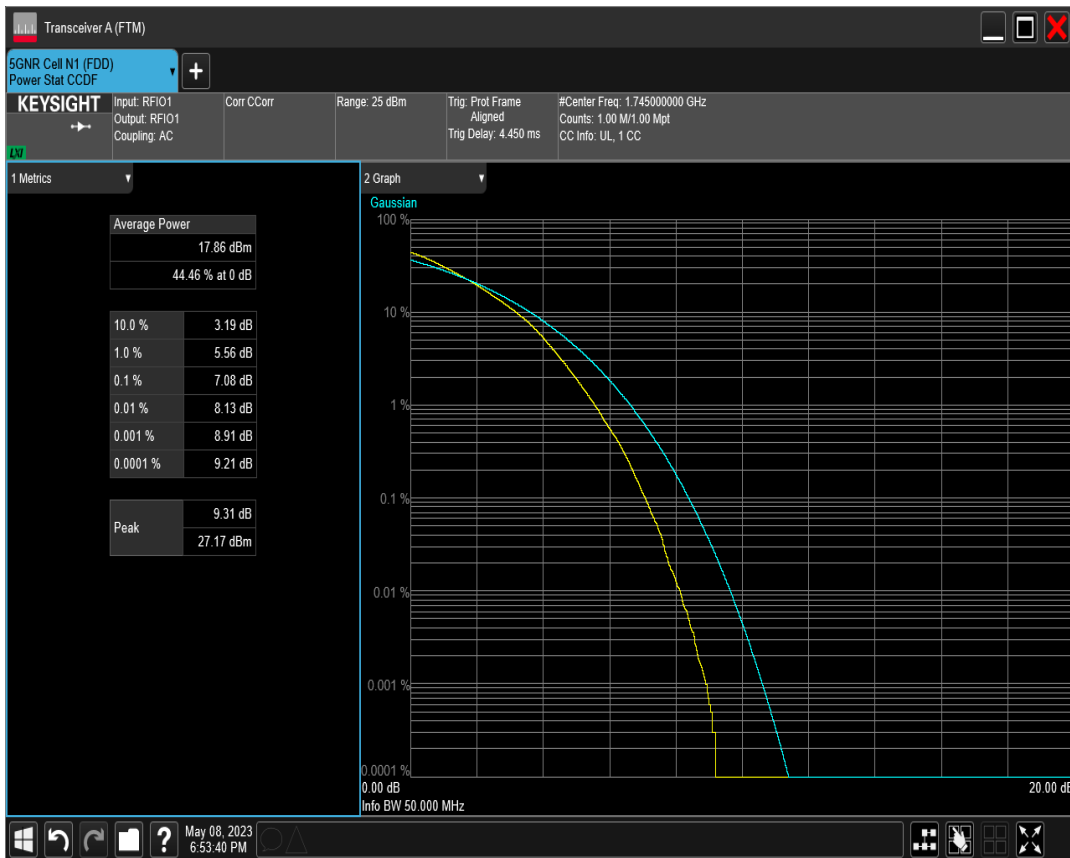 Transceiver A (FTM)
5GNR Cell N1 (FDD)
Power Stat CCDF
+
KEYSIGHT
LXI
Input: RFIO1
Output: RFIO1
Coupling: AC
Corr CCorr
Range: 25 dBm
Trig: Prot Frame
Aligned
Trig Delay: 4.450 ms
#Center Freq: 1.745000000 GHz
Counts: 1.00 M/1.00 Mpt
CC Info: UL, 1 CC
1 Metrics
Average Power
17.86 dBm
44.46 % at 0 dB
10.0 % 3.19 dB
1.0 % 5.56 dB
0.1 % 7.08 dB
0.01 % 8.13 dB
0.001 % 8.91 dB
0.0001 % 9.21 dB
Peak 9.31 dB
27.17 dBm
2 Graph
Gaussian
100 %
10 %
1 %
0.1 %
0.01 %
0.001 %
0.0001 %
0.00 dB 20.00 dB
Info BW 50.000 MHz
?
May 08, 2023
6:53:40 PM